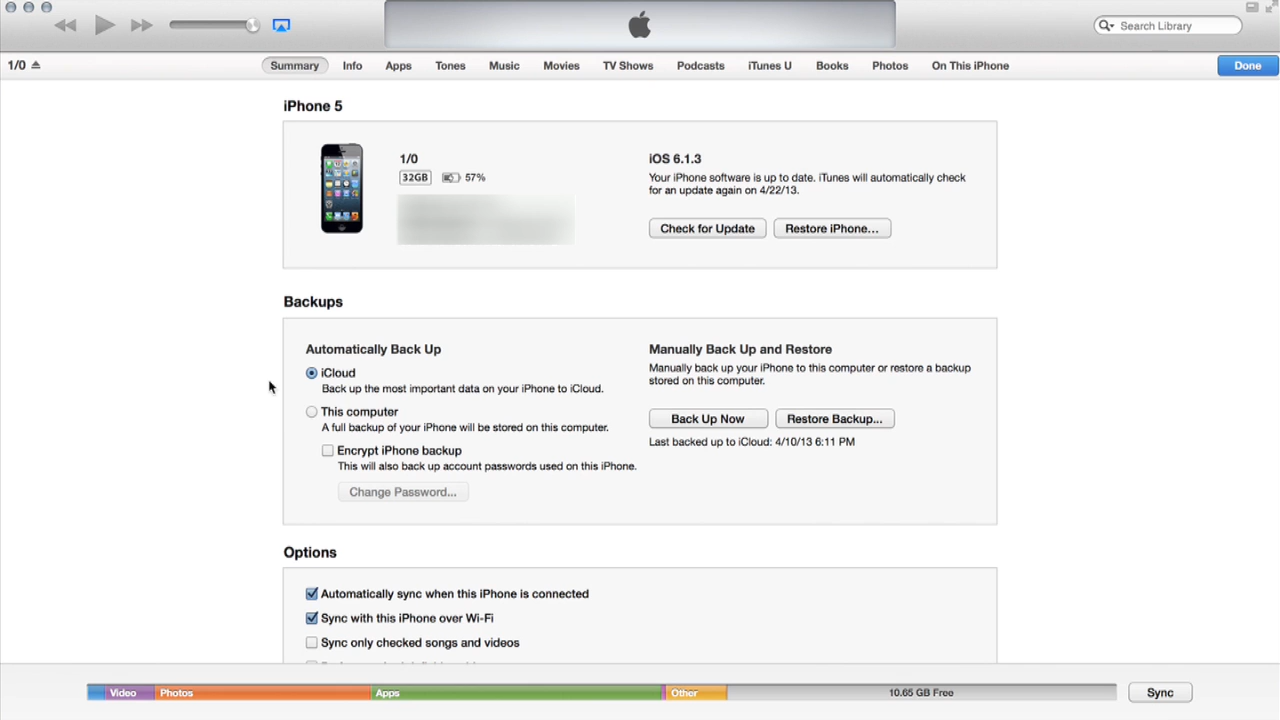 Search Library
1/0
Summary
Info
Apps
Tones
Music
Movies
TV Shows
Podcasts
iTunes U
Books
Photos
On This iPhone
Done
iPhone 5
1/0
32GB
57%
iOS 6.1.3
Your iPhone software is up to date. iTunes will automatically check
for an update again on 4/22/13.
Check for Update
Restore iPhone...
Backups
Automatically Back Up
iCloud
Back up the most important data on your iPhone to iCloud.
This computer
A full backup of your iPhone will be stored on this computer.
Encrypt iPhone backup
This will also back up account passwords used on this iPhone.
Change Password...
Manually Back Up and Restore
Manually back up your iPhone to this computer or restore a backup
stored on this computer.
Back Up Now
Restore Backup...
Last backed up to iCloud: 4/10/13 6:11 PM
Options
Automatically sync when this iPhone is connected
Sync with this iPhone over Wi-Fi
Sync only checked songs and videos
Video
Photos
Apps
Other
10.65 GB Free
Sync